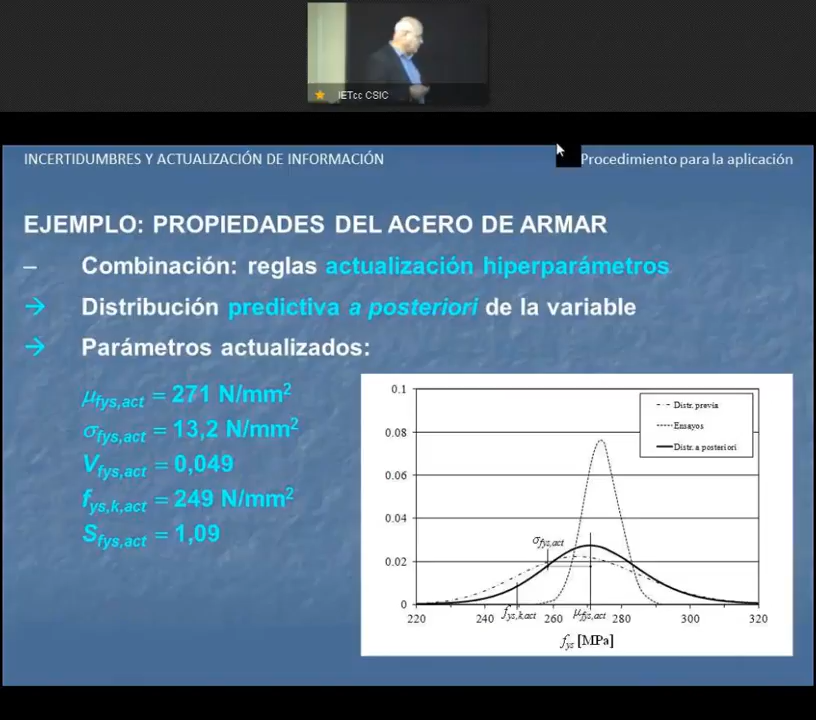 IETcc CSIC
INCERTIDUMBRES Y ACTUALIZACIÓN DE INFORMACIÓN
Procedimiento para la aplicación
EJEMPLO: PROPIEDADES DEL ACERO DE ARMAR
– Combinación: reglas actualización hiperparámetros
→ Distribución predictiva a posteriori de la variable
→ Parámetros actualizados:
μfys,act = 271 N/mm²
σfys,act = 13,2 N/mm²
Vfys,act = 0,049
fys,k,act = 249 N/mm²
Sfys,act = 1,09
0.1
0.08
0.06
0.04
0.02
0
Distr. previa
Ensayos
Distr. a posteriori
σfys,act
fys,k,act
μfys,act
220 240 260 280 300 320
fys [MPa]